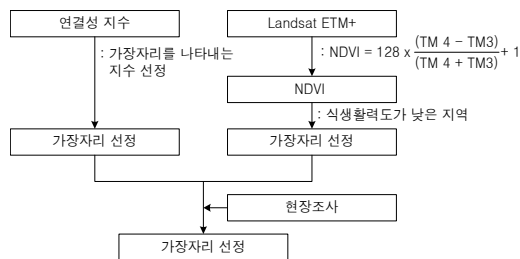 연결성 지수
Landsat ETM+
: 가장자리를 나타내는
지수 선정
: NDVI = 128 x (TM 4 − TM3) / (TM 4 + TM3) + 1
NDVI
: 식생활력도가 낮은 지역
가장자리 선정
가장자리 선정
현장조사
가장자리 선정